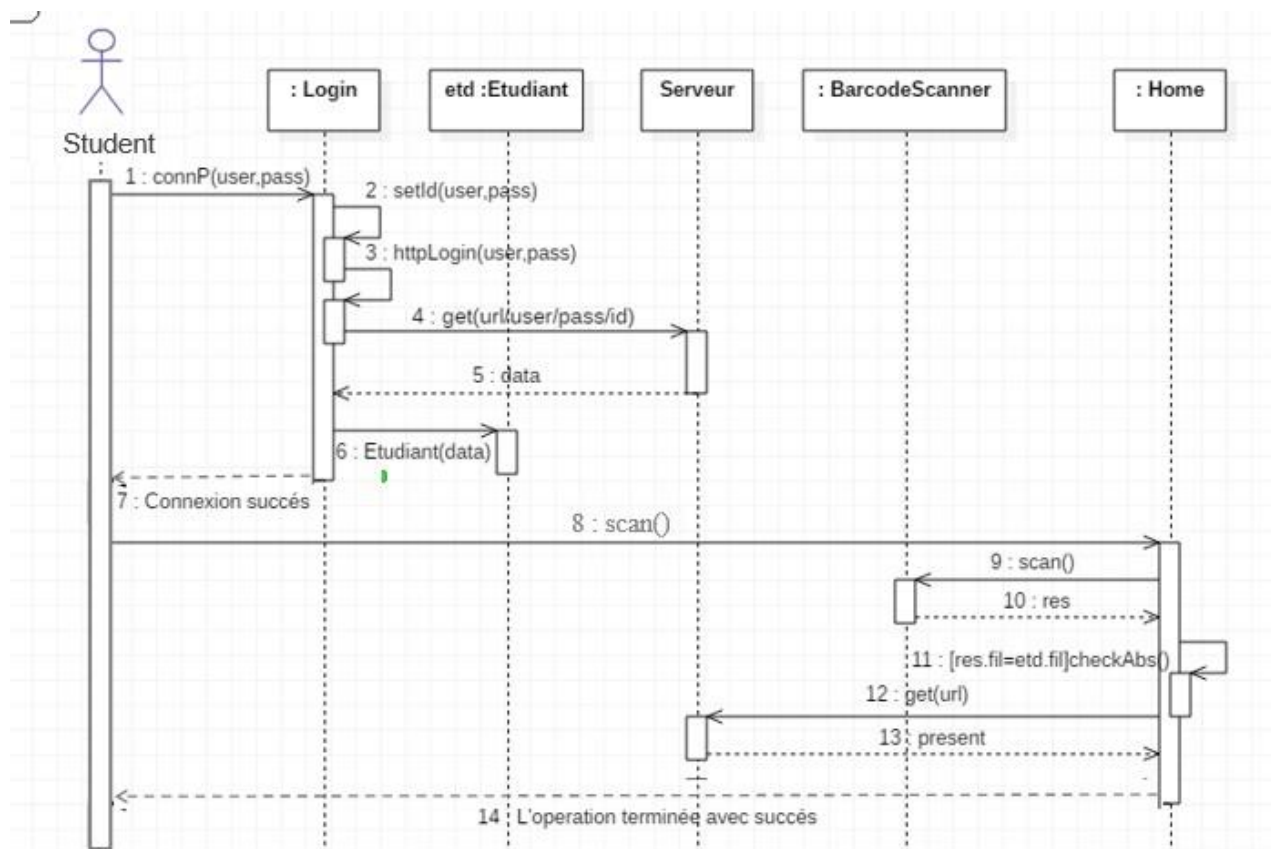 : Login
etd :Etudiant
Serveur
: BarcodeScanner
: Home
Student
1 : connP(user,pass)
2 : setId(user,pass)
3 : httpLogin(user,pass)
4 : get(url/user/pass/id)
5 : data
6 : Etudiant(data)
7 : Connexion succés
8 : scan()
9 : scan()
10 : res
11 : [res.fil=etd.fil]checkAbs()
12 : get(url)
13 : present
14 : L'operation terminée avec succés